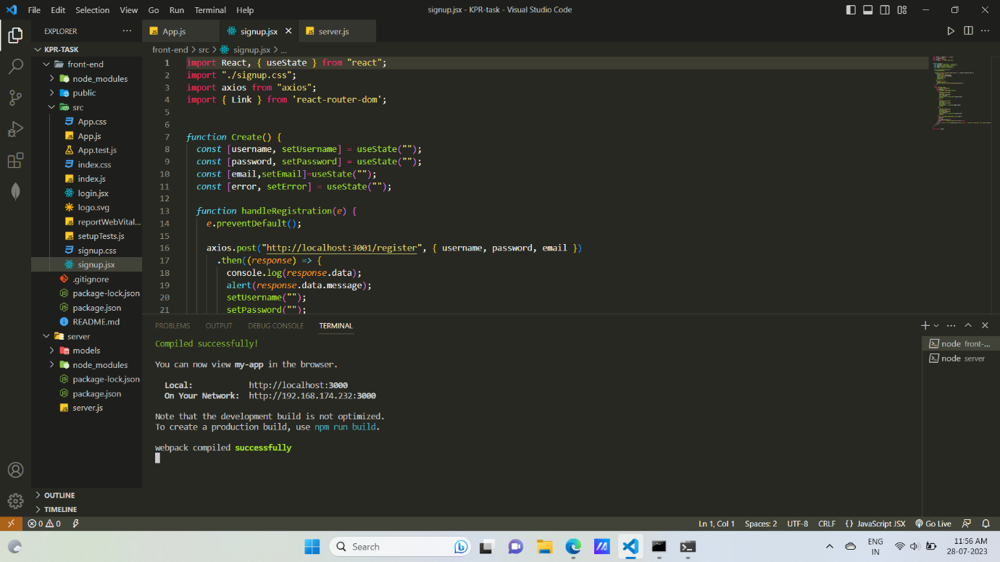 File Edit Selection View Go Run Terminal Help
signup.jsx - KPR-task - Visual Studio Code
EXPLORER
KPR-TASK
front-end
node_modules
public
src
App.css
App.js
App.test.js
index.css
index.js
login.jsx
logo.svg
reportWebVital...
setupTests.js
signup.css
signup.jsx
.gitignore
package-lock.json
package.json
README.md
server
models
node_modules
package-lock.json
package.json
server.js
OUTLINE
TIMELINE
App.js signup.jsx server.js
front-end > src > signup.jsx > ...
1 import React, { useState } from "react";
2 import "./signup.css";
3 import axios from "axios";
4 import { Link } from 'react-router-dom';
5
6
7 function Create() {
8 const [username, setUsername] = useState("");
9 const [password, setPassword] = useState("");
10 const [email,setEmail]=useState("");
11 const [error, setError] = useState("");
12
13 function handleRegistration(e) {
14 e.preventDefault();
15
16 axios.post("http://localhost:3001/register", { username, password, email })
17 .then((response) => {
18 console.log(response.data);
19 alert(response.data.message);
20 setUsername("");
21 setPassword("");
PROBLEMS OUTPUT DEBUG CONSOLE TERMINAL
Compiled successfully!
You can now view my-app in the browser.
Local: http://localhost:3000
On Your Network: http://192.168.174.232:3000
Note that the development build is not optimized.
To create a production build, use npm run build.
webpack compiled successfully
node front-...
node server
0 0
Ln 1, Col 1 Spaces: 2 UTF-8 CRLF {} JavaScript JSX Go Live
Search
ENG
IN
11:56 AM
28-07-2023